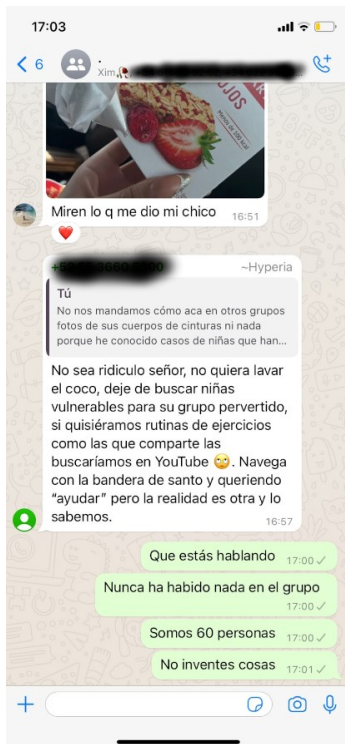 17:03
6
.
Xim,
OJOS
menos de 100 kcal
Miren lo q me dio mi chico 16:51
~Hyperia
Tú
No nos mandamos cómo aca en otros grupos
fotos de sus cuerpos de cinturas ni nada
porque he conocido casos de niñas que han...
No sea ridiculo señor, no quiera lavar
el coco, deje de buscar niñas
vulnerables para su grupo pervertido,
si quisiéramos rutinas de ejercicios
como las que comparte las
buscaríamos en YouTube 🙄. Navega
con la bandera de santo y queriendo
“ayudar” pero la realidad es otra y lo
sabemos. 16:57
Que estás hablando 17:00
Nunca ha habido nada en el grupo
17:00
Somos 60 personas 17:00
No inventes cosas 17:01